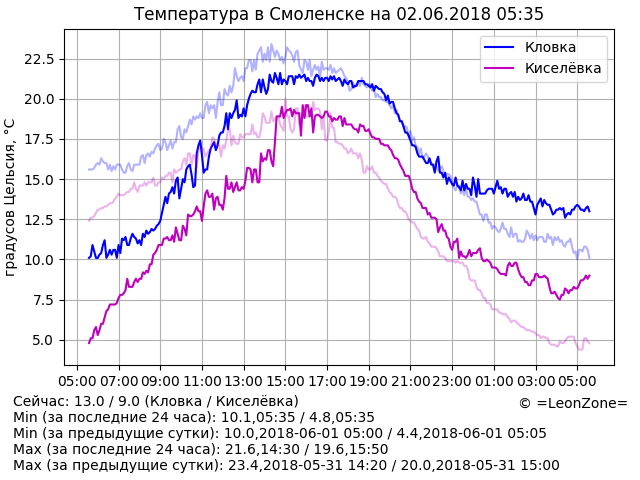 Температура в Смоленске на 02.06.2018 05:35
Кловка
Киселёвка
градусов Цельсия, °C
22.5
20.0
17.5
15.0
12.5
10.0
7.5
5.0
05:00 07:00 09:00 11:00 13:00 15:00 17:00 19:00 21:00 23:00 01:00 03:00 05:00
Сейчас: 13.0 / 9.0 (Кловка / Киселёвка)
© =LeonZone=
Min (за последние 24 часа): 10.1,05:35 / 4.8,05:35
Min (за предыдущие сутки): 10.0,2018-06-01 05:00 / 4.4,2018-06-01 05:05
Max (за последние 24 часа): 21.6,14:30 / 19.6,15:50
Max (за предыдущие сутки): 23.4,2018-05-31 14:20 / 20.0,2018-05-31 15:00